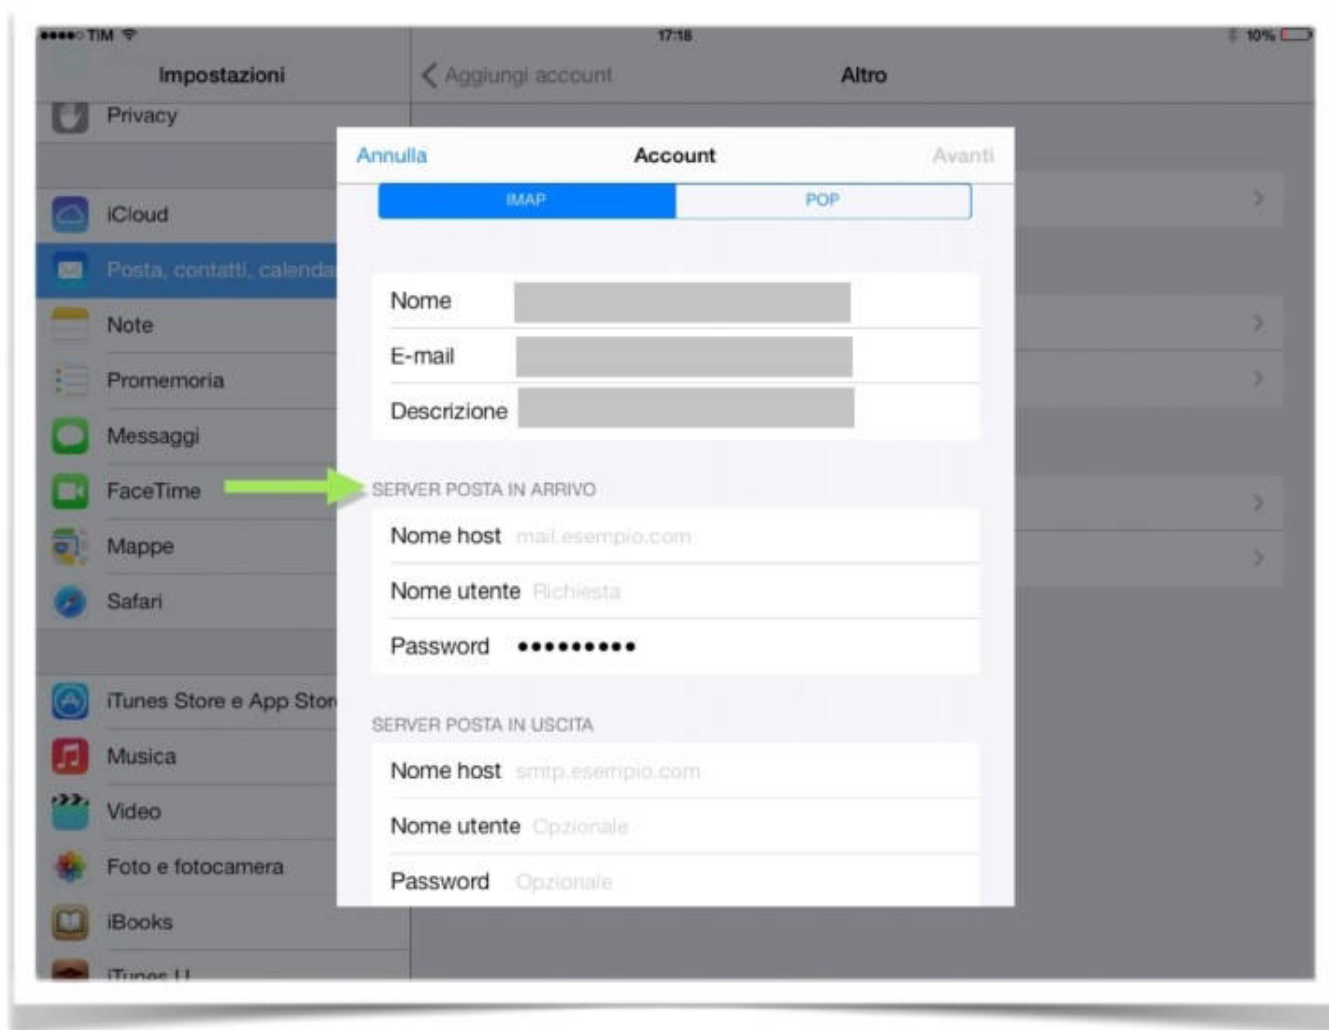 TIM 17:18 10%
Impostazioni
Aggiungi account
Altro
Privacy
iCloud
Posta, contatti, calenda
Note
Promemoria
Messaggi
FaceTime
Mappe
Safari
iTunes Store e App Stor
Musica
Video
Foto e fotocamera
iBooks
iTunes U
Annulla Account Avanti
IMAP POP
Nome
E-mail
Descrizione
SERVER POSTA IN ARRIVO
Nome host mail.esempio.com
Nome utente Richiesta
Password •••••••••
SERVER POSTA IN USCITA
Nome host smtp.esempio.com
Nome utente Opzionale
Password Opzionale